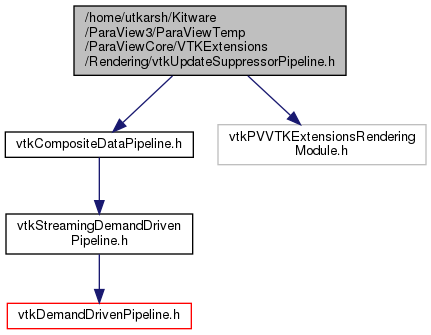 /home/utkarsh/Kitware
/ParaView3/ParaViewTemp
/ParaViewCore/VTKExtensions
/Rendering/vtkUpdateSuppressorPipeline.h
vtkCompositeDataPipeline.h
vtkPVVTKExtensionsRendering
Module.h
vtkStreamingDemandDriven
Pipeline.h
vtkDemandDrivenPipeline.h